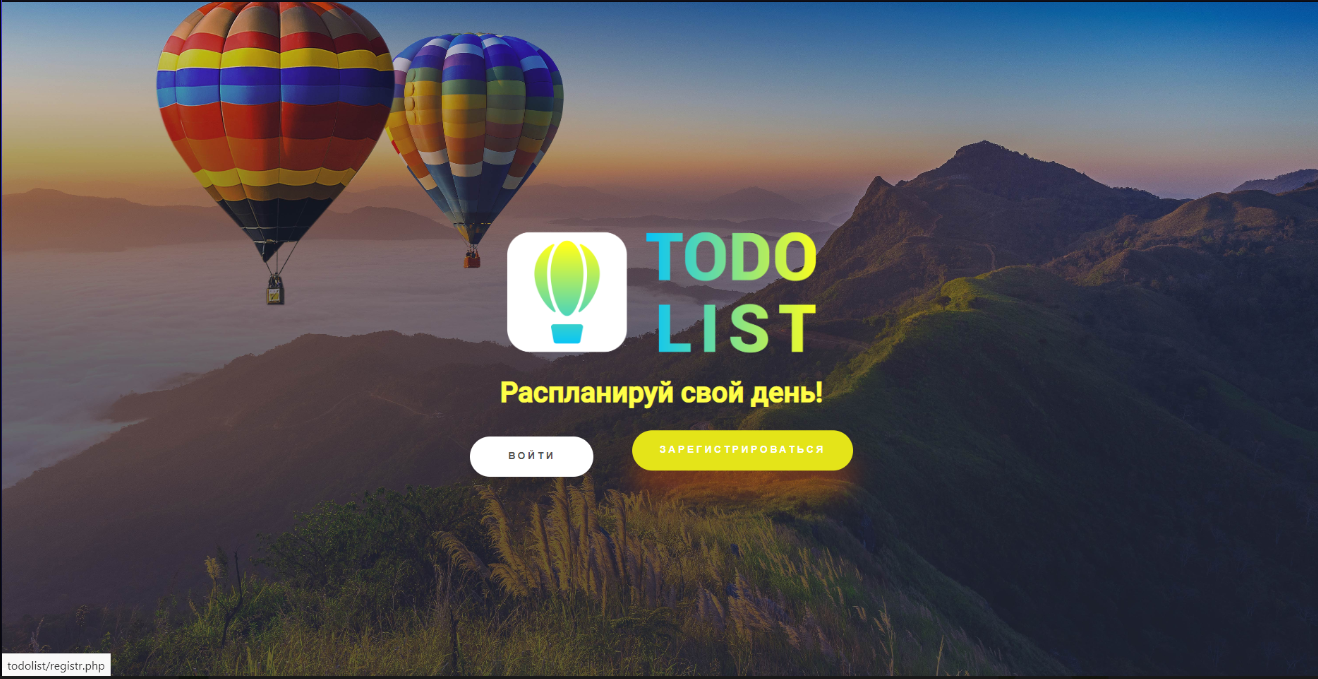 TODO
LIST
Распланируй свой день!
ВОЙТИ
ЗАРЕГИСТРИРОВАТЬСЯ
todolist/registr.php